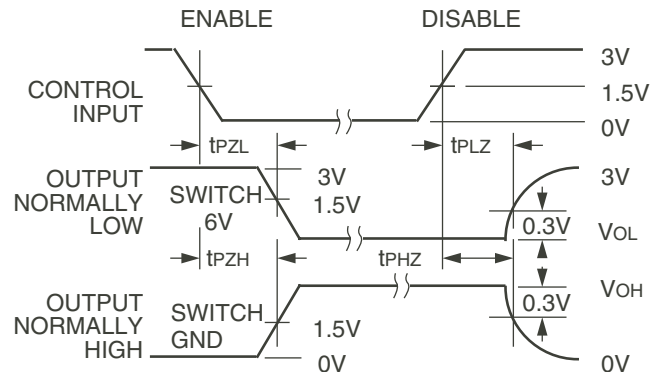 ENABLE DISABLE
3V
CONTROL
INPUT
1.5V
0V
tPZL tPLZ
OUTPUT
NORMALLY
LOW
SWITCH
6V
3V
1.5V
3V
0.3V
VOL
tPZH tPHZ
OUTPUT
NORMALLY
HIGH
SWITCH
GND
1.5V
0V
VOH
0.3V
0V